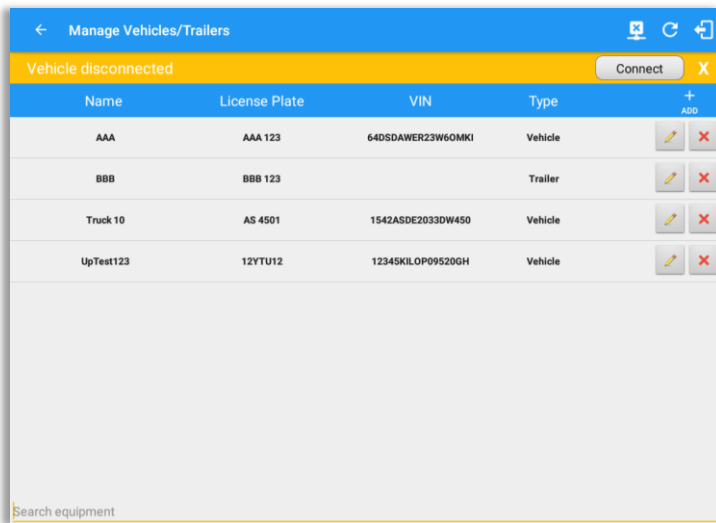 Manage Vehicles/Trailers
Vehicle disconnected Connect X
Name License Plate VIN Type + ADD
AAA AAA 123 64DSDAWER23W6OMKI Vehicle
BBB BBB 123 Trailer
Truck 10 AS 4501 1542ASDE2033DW450 Vehicle
UpTest123 12YTU12 12345KILOP09520GH Vehicle
Search equipment